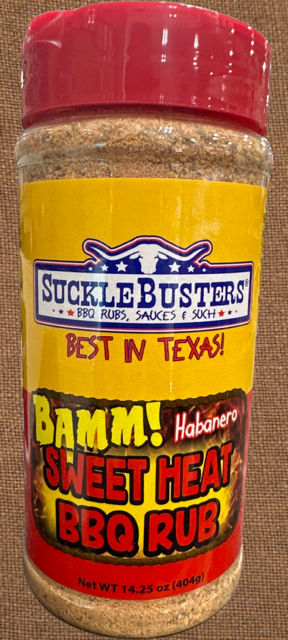 SUCKLEBUSTERS®
BBQ RUBS, SAUCES & SUCH
BEST IN TEXAS!
BAMM! Habanero
SWEET HEAT
BBQ RUB
Net WT 14.25 oz (404g)